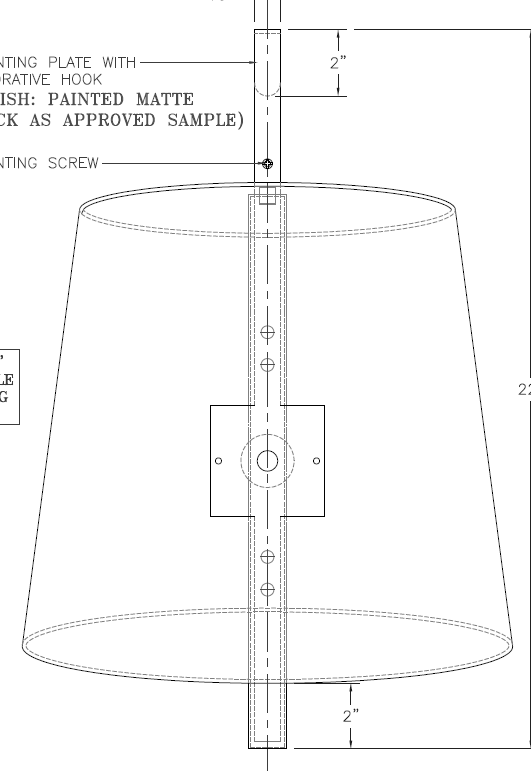 NTING PLATE WITH
ORATIVE HOOK
ISH: PAINTED MATTE
CK AS APPROVED SAMPLE)
2"
NTING SCREW
"
LE
G
22
2"